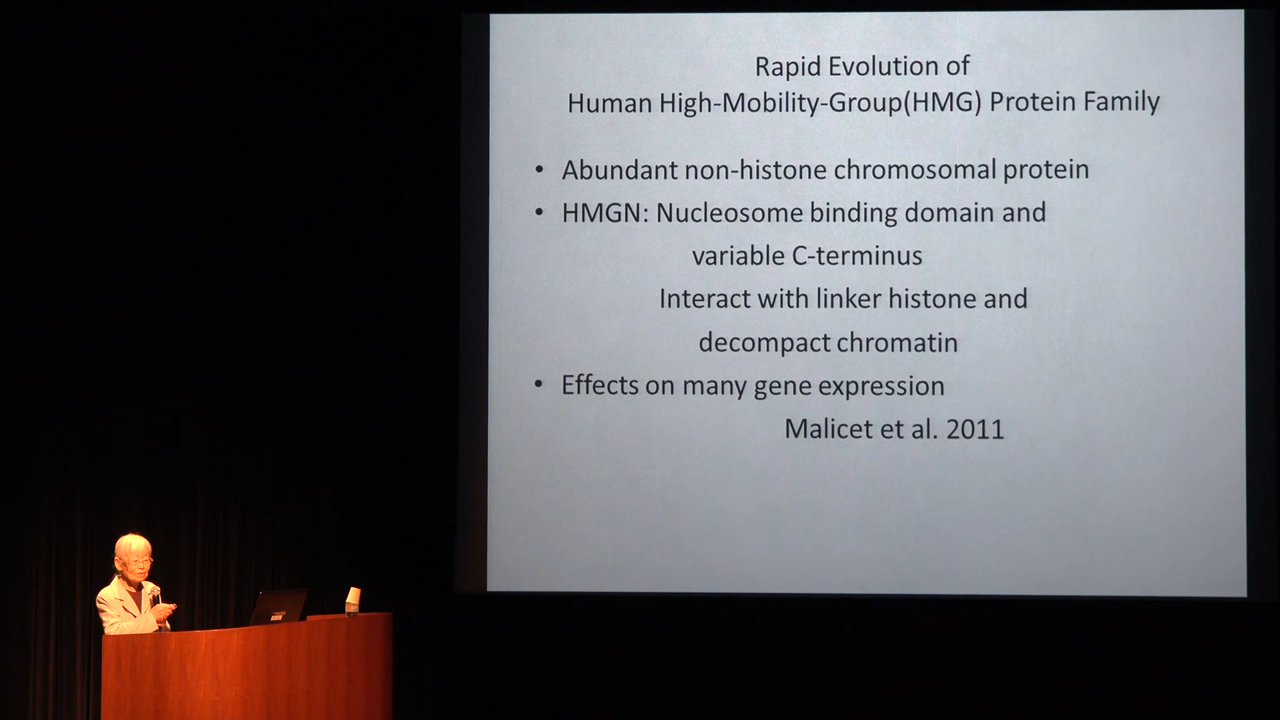 Rapid Evolution of
Human High-Mobility-Group(HMG) Protein Family
• Abundant non-histone chromosomal protein
• HMGN: Nucleosome binding domain and
variable C-terminus
Interact with linker histone and
decompact chromatin
• Effects on many gene expression
Malicet et al. 2011